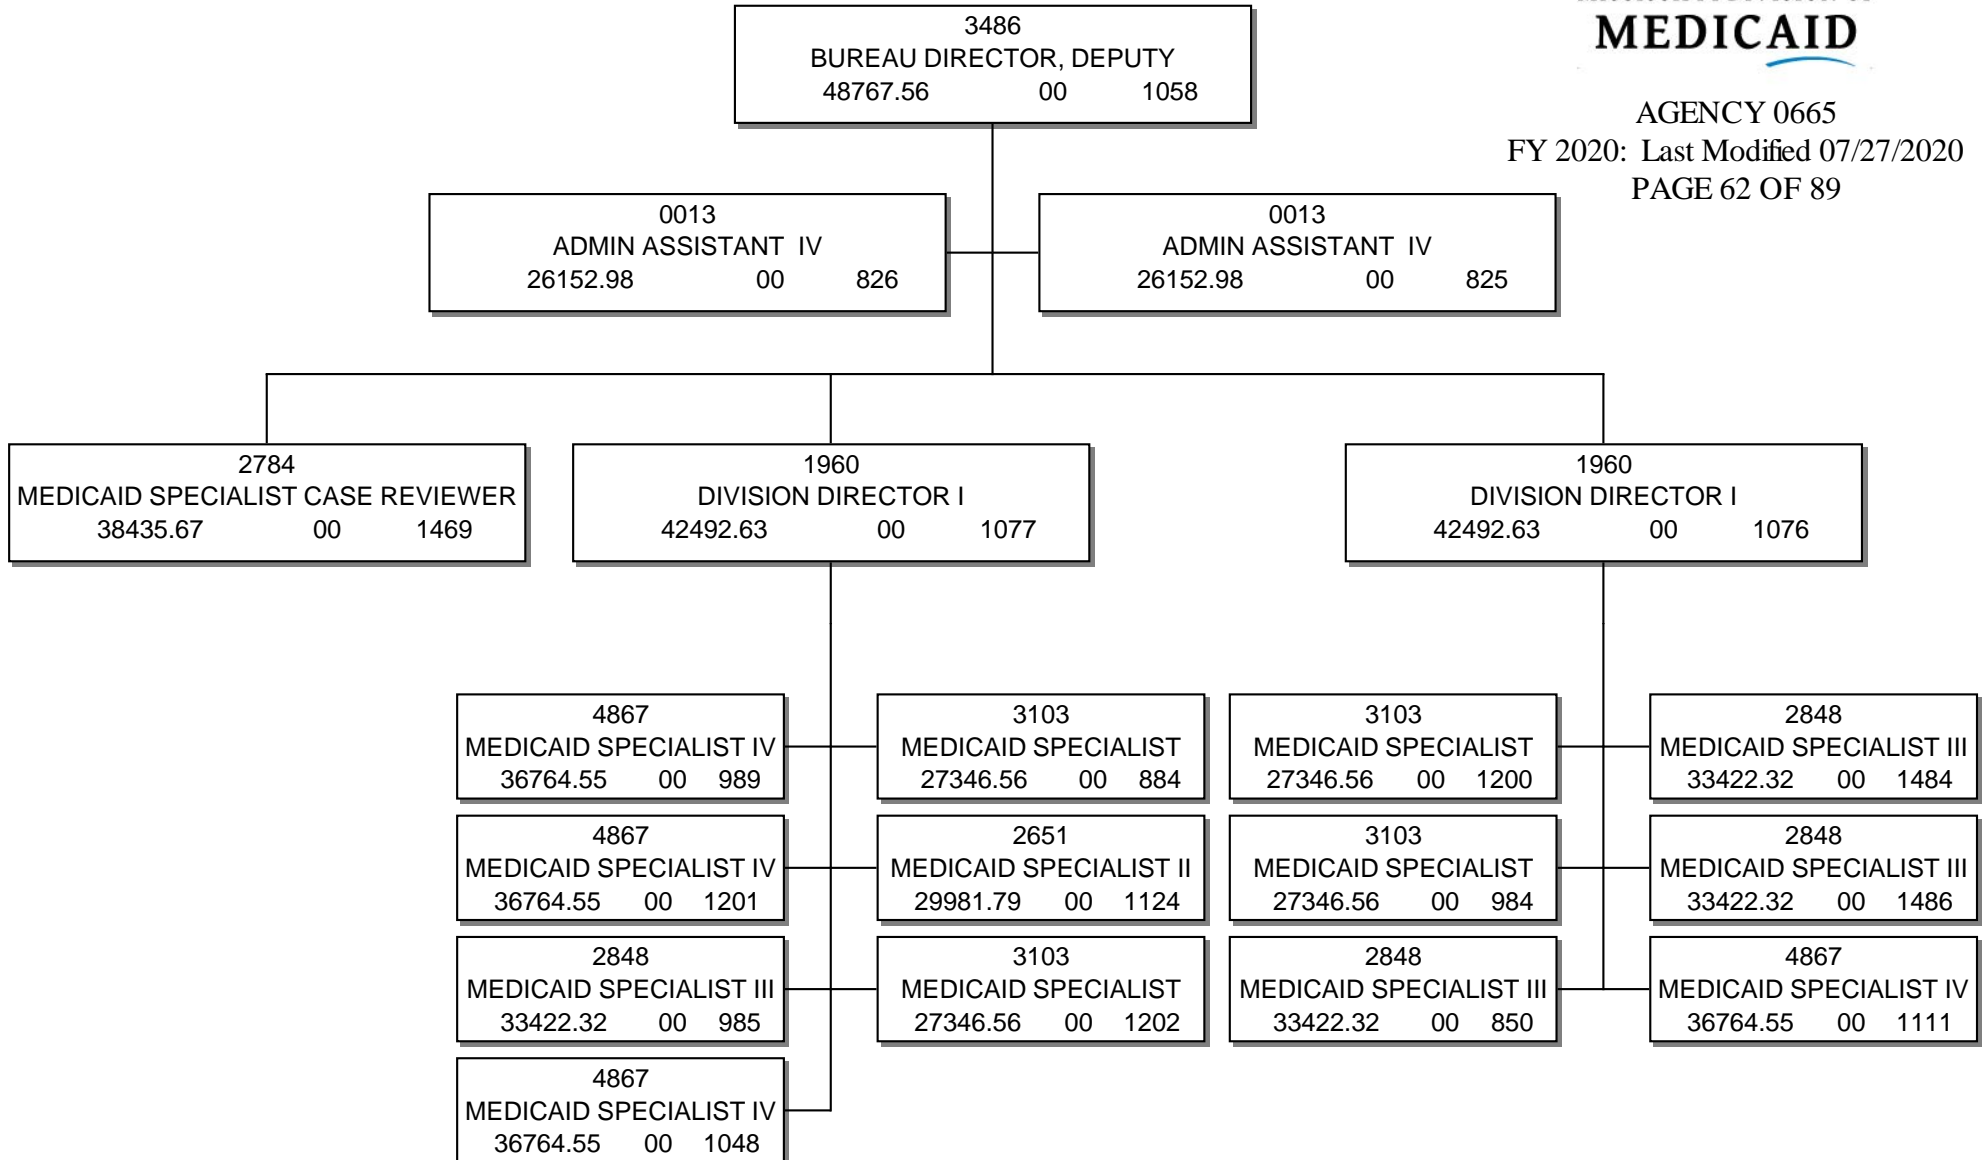 MEDICAID
AGENCY 0665
FY 2020: Last Modified 07/27/2020
PAGE 62 OF 89
3486
BUREAU DIRECTOR, DEPUTY
48767.56 00 1058
0013
ADMIN ASSISTANT IV
26152.98 00 826
0013
ADMIN ASSISTANT IV
26152.98 00 825
2784
MEDICAID SPECIALIST CASE REVIEWER
38435.67 00 1469
1960
DIVISION DIRECTOR I
42492.63 00 1077
1960
DIVISION DIRECTOR I
42492.63 00 1076
4867
MEDICAID SPECIALIST IV
36764.55 00 989
3103
MEDICAID SPECIALIST
27346.56 00 884
3103
MEDICAID SPECIALIST
27346.56 00 1200
2848
MEDICAID SPECIALIST III
33422.32 00 1484
4867
MEDICAID SPECIALIST IV
36764.55 00 1201
2651
MEDICAID SPECIALIST II
29981.79 00 1124
3103
MEDICAID SPECIALIST
27346.56 00 984
2848
MEDICAID SPECIALIST III
33422.32 00 1486
2848
MEDICAID SPECIALIST III
33422.32 00 985
3103
MEDICAID SPECIALIST
27346.56 00 1202
2848
MEDICAID SPECIALIST III
33422.32 00 850
4867
MEDICAID SPECIALIST IV
36764.55 00 1111
4867
MEDICAID SPECIALIST IV
36764.55 00 1048